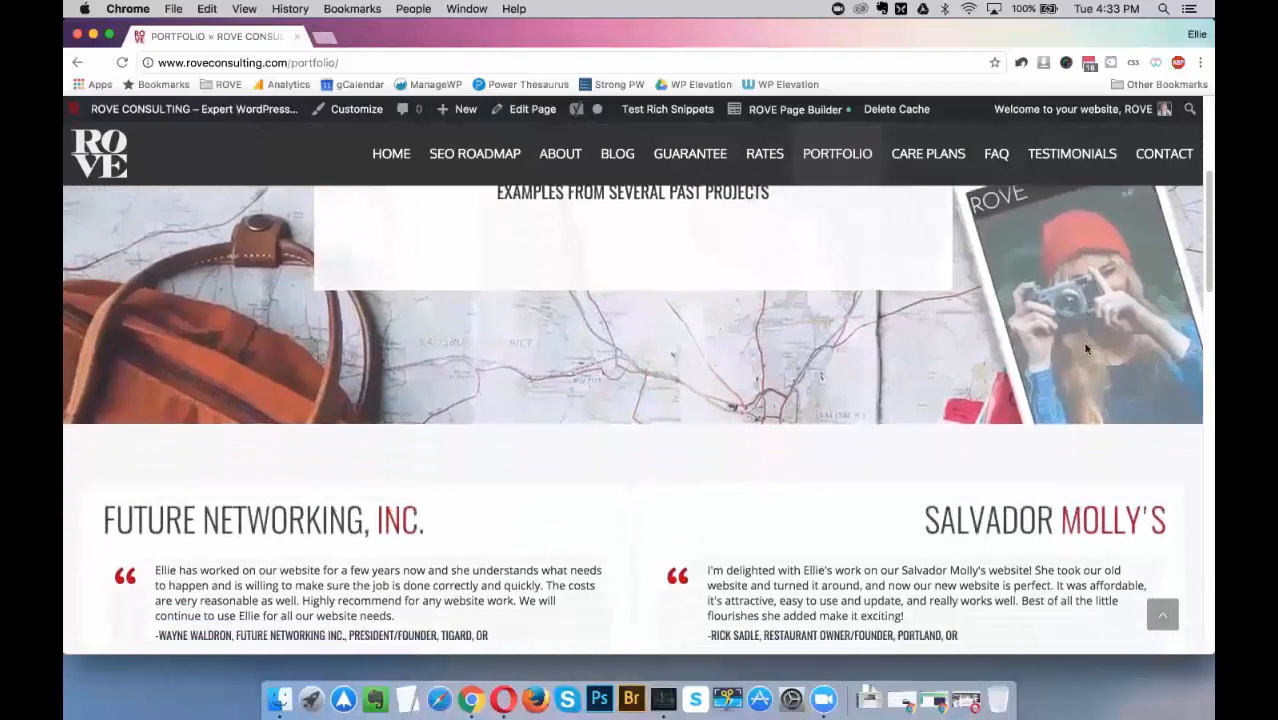 Chrome File Edit View History Bookmarks People Window Help 100% Tue 4:33 PM
PORTFOLIO » ROVE CONSUL Ellie
www.roveconsulting.com/portfolio/
Apps Bookmarks ROVE Analytics gCalendar ManageWP Power Thesaurus Strong PW WP Elevation WP Elevation Other Bookmarks
ROVE CONSULTING – Expert WordPress... Customize 0 New Edit Page Test Rich Snippets ROVE Page Builder Delete Cache Welcome to your website, ROVE
RO
VE
HOME SEO ROADMAP ABOUT BLOG GUARANTEE RATES PORTFOLIO CARE PLANS FAQ TESTIMONIALS CONTACT
EXAMPLES FROM SEVERAL PAST PROJECTS
ROVE
WILTON
FUTURE NETWORKING, INC.
“ Ellie has worked on our website for a few years now and she understands what needs
to happen and is willing to make sure the job is done correctly and quickly. The costs
are very reasonable as well. Highly recommend for any website work. We will
continue to use Ellie for all our website needs.
-WAYNE WALDRON, FUTURE NETWORKING INC., PRESIDENT/FOUNDER, TIGARD, OR
SALVADOR MOLLY'S
“ I'm delighted with Ellie's work on our Salvador Molly's website! She took our old
website and turned it around, and now our new website is perfect. It was affordable,
it's attractive, easy to use and update, and really works well. Best of all the little
flourishes she added make it exciting!
-RICK SADLE, RESTAURANT OWNER/FOUNDER, PORTLAND, OR
Ps Br